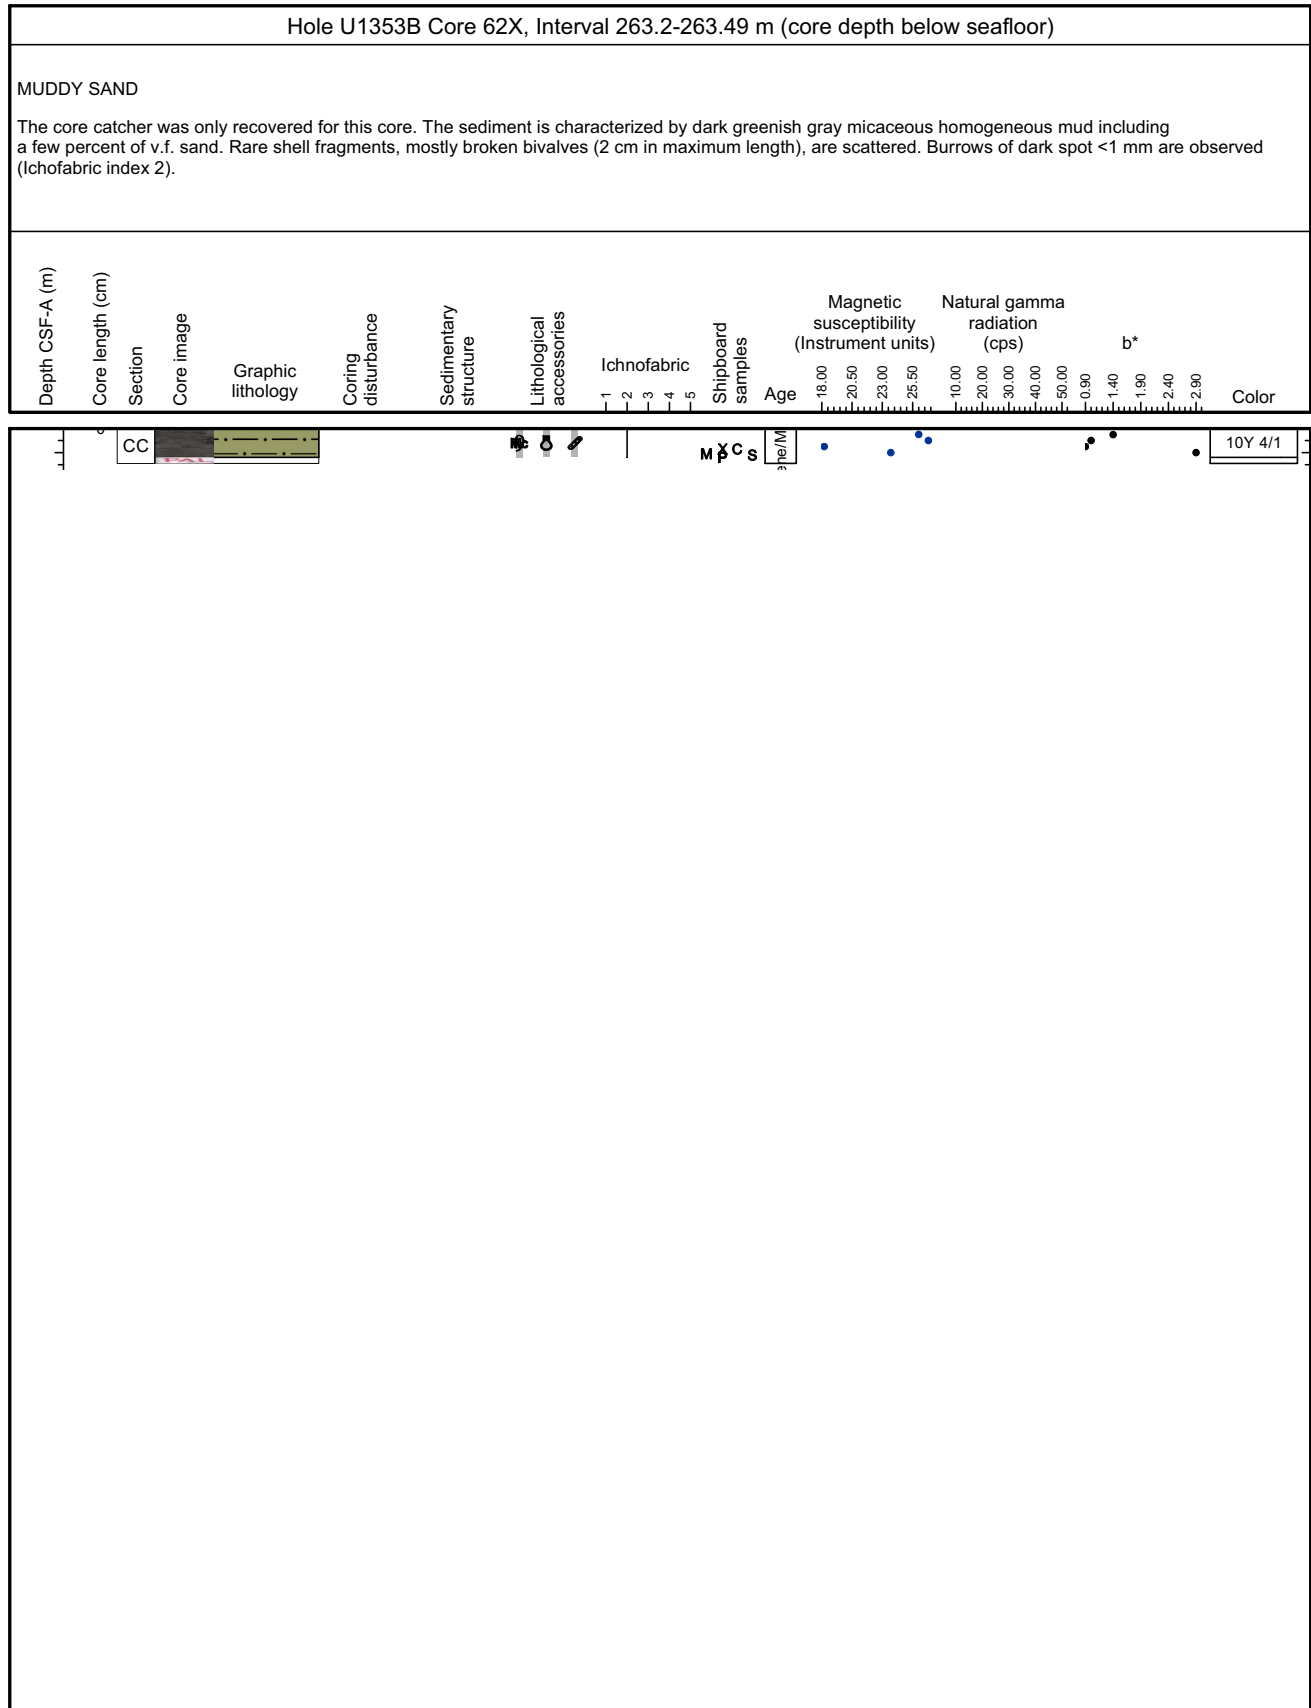 Hole U1353B Core 62X, Interval 263.2-263.49 m (core depth below seafloor)
MUDDY SAND
The core catcher was only recovered for this core. The sediment is characterized by dark greenish gray micaceous homogeneous mud including
a few percent of v.f. sand. Rare shell fragments, mostly broken bivalves (2 cm in maximum length), are scattered. Burrows of dark spot <1 mm are observed
(Ichofabric index 2).
Depth CSF-A (m)
Core length (cm)
Section
Core image
Graphic
lithology
Coring
disturbance
Sedimentary
structure
Lithological
accessories
Ichnofabric
1 2 3 4 5
Shipboard
samples
Age
Magnetic
susceptibility
(Instrument units)
18.00 20.50 23.00 25.50
Natural gamma
radiation
(cps)
10.00 20.00 30.00 40.00 50.00
b*
0.90 1.40 1.90 2.40 2.90
Color
CC
PAL
M X C S
P
ene/M
10Y 4/1